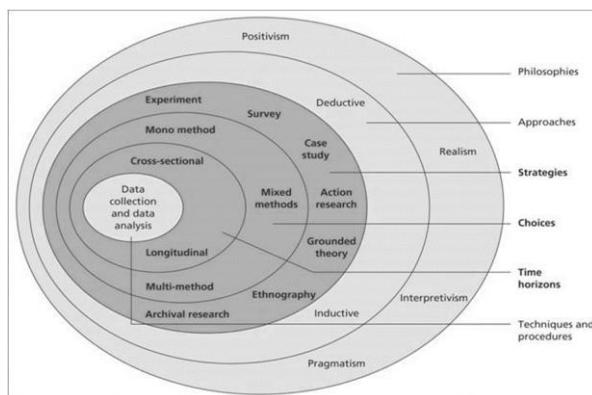 Positivism
Philosophies
Experiment
Survey
Deductive
Approaches
Mono method
Case
study
Realism
Cross-sectional
Strategies
Data
collection
and data
analysis
Mixed
methods
Action
research
Choices
Grounded
theory
Longitudinal
Time
horizons
Multi-method
Ethnography
Interpretivism
Archival research
Inductive
Techniques and
procedures
Pragmatism